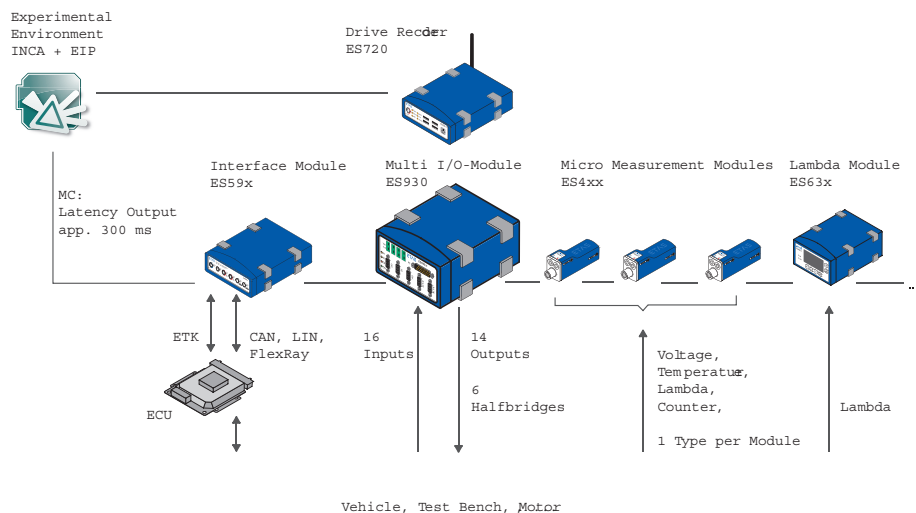 Experimental
Environment
INCA + EIP
Drive Recorder
ES720
Interface Module
ES59x
Multi I/O-Module
ES930
Micro Measurement Modules
ES4xx
Lambda Module
ES63x
MC:
Latency Output
app. 300 ms
ETK
CAN, LIN,
FlexRay
16
Inputs
14
Outputs
6
Halfbridges
Voltage,
Temperature,
Lambda,
Counter,
1 Type per Module
Lambda
ECU
..
Vehicle, Test Bench, Motor